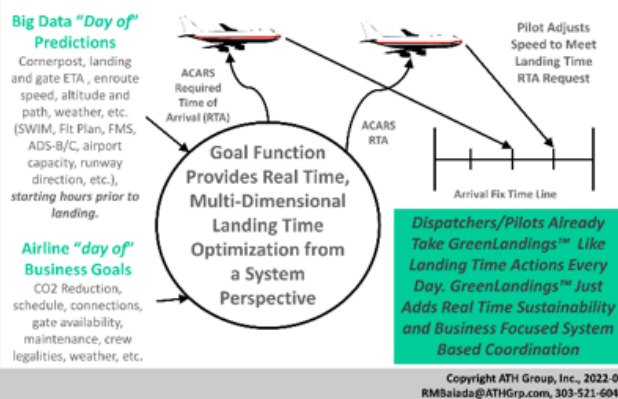 Big Data "Day of"
Predictions
Cornerpost, landing
and gate ETA , enroute
speed, altitude and
path, weather, etc.
(SWIM, Flt Plan, FMS,
ADS-B/C, airport
capacity, runway
direction, etc.),
starting hours prior to
landing.
Airline "day of"
Business Goals
CO2 Reduction,
schedule, connections,
gate availability,
maintenance, crew
legalities, weather, etc.
ACARS
Required
Time of
Arrival (RTA)
ACARS
RTA
Goal Function
Provides Real Time,
Multi-Dimensional
Landing Time
Optimization from
a System
Perspective
Pilot Adjusts
Speed to Meet
Landing Time
RTA Request
Arrival Fix Time Line
Dispatchers/Pilots Already
Take GreenLandings™ Like
Landing Time Actions Every
Day. GreenLandings™ Just
Adds Real Time Sustainability
and Business Focused System
Based Coordination
Copyright ATH Group, Inc., 2022-0
RMBaiada@ATHGrp.com, 303-521-604